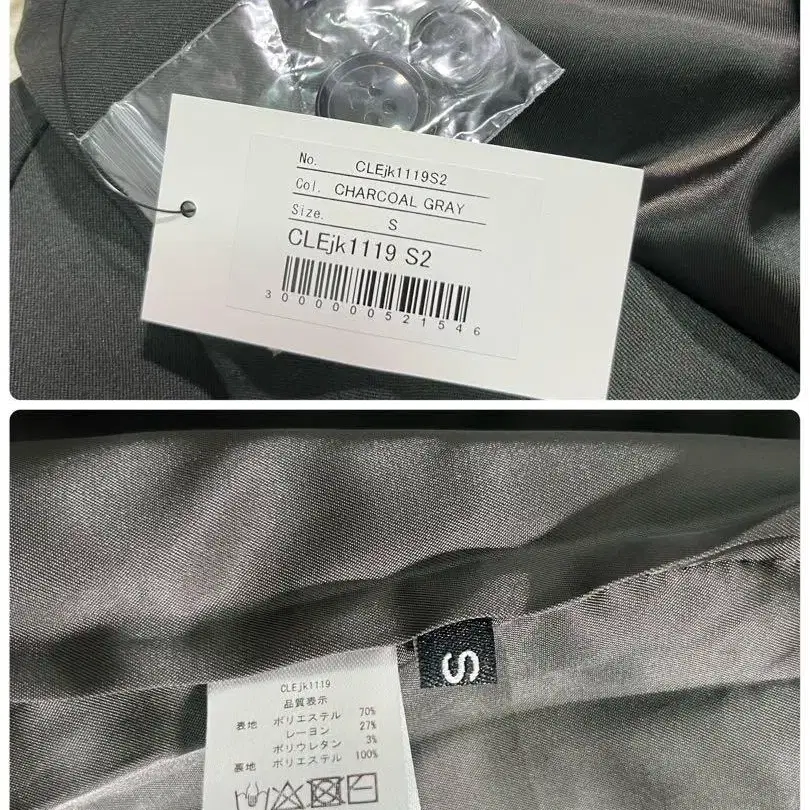 No. CLEjk1119S2
Col. CHARCOAL GRAY
Size. S
CLEjk1119 S2
3000000521546
S
CLEjk1119
品質表示
表地 ポリエステル 70%
レーヨン 27%
ポリウレタン 3%
裏地 ポリエステル 100%